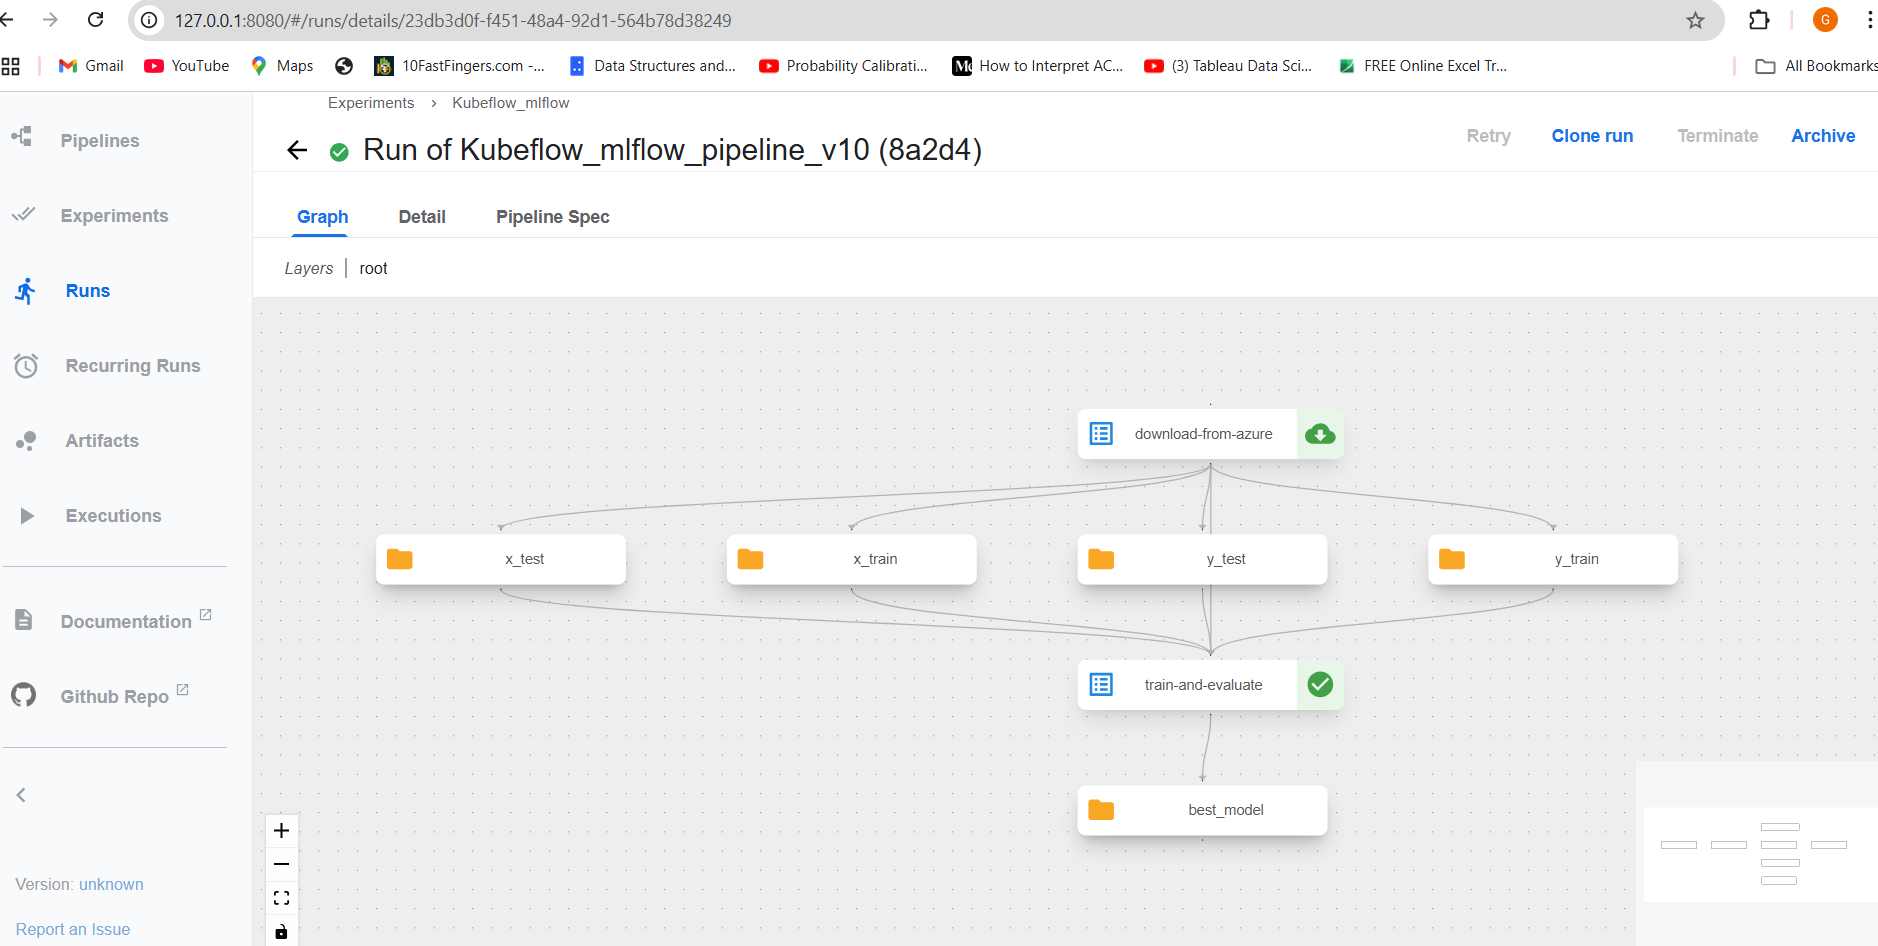 127.0.0.1:8080/#/runs/details/23db3d0f-f451-48a4-92d1-564b78d38249
G
Gmail
YouTube
Maps
10FastFingers.com -...
Data Structures and...
Probability Calibrati...
Me
How to Interpret AC...
(3) Tableau Data Sci...
FREE Online Excel Tr...
All Bookmarks
Experiments > Kubeflow_mlflow
Run of Kubeflow_mlflow_pipeline_v10 (8a2d4)
Retry
Clone run
Terminate
Archive
Pipelines
Experiments
Runs
Recurring Runs
Artifacts
Executions
Documentation
Github Repo
Version: unknown
Report an Issue
Graph
Detail
Pipeline Spec
Layers | root
download-from-azure
x_test
x_train
y_test
y_train
train-and-evaluate
best_model